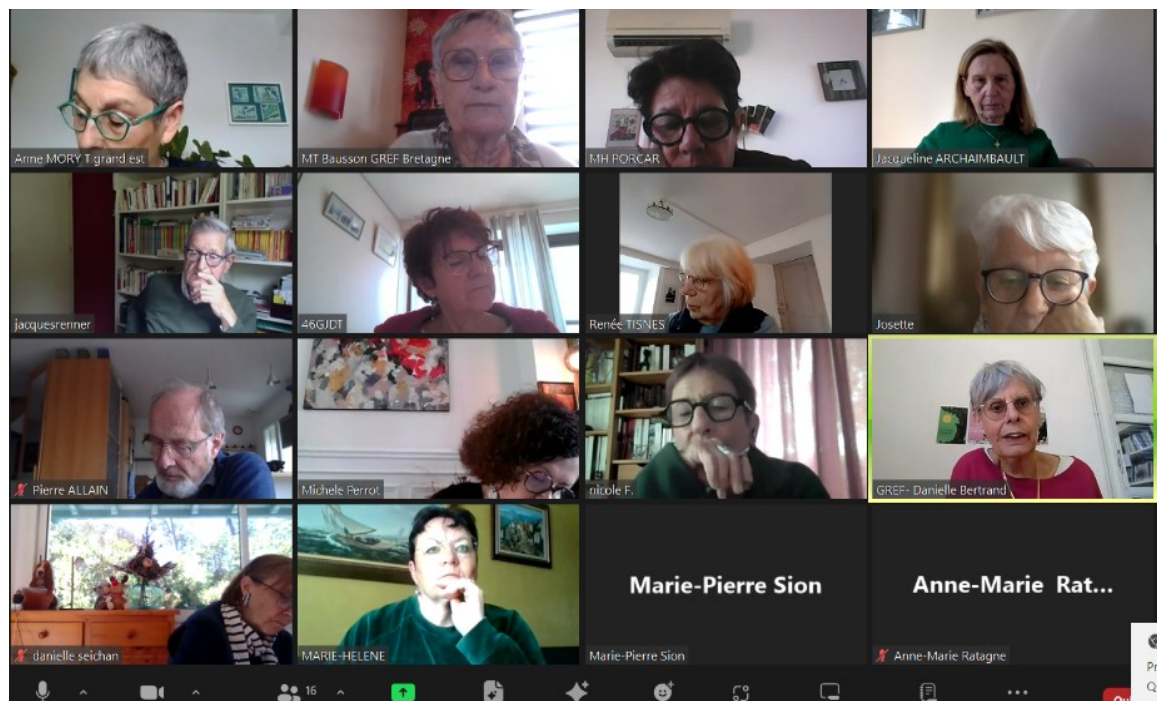 Anne MORY T grand est
MT Bausson GREF Bretagne
MH PORCAR
Jacqueline ARCHAIMBAULT
jacquesrenner
46GJDT
Renée TISNES
Josette
Pierre ALLAIN
Michele Perrot
nicole F.
GREF- Danielle Bertrand
danielle seichan
MARIE-HELENE
Marie-Pierre Sion
Marie-Pierre Sion
Anne-Marie Rat...
Anne-Marie Ratagne
16
Pr
Q
Qu